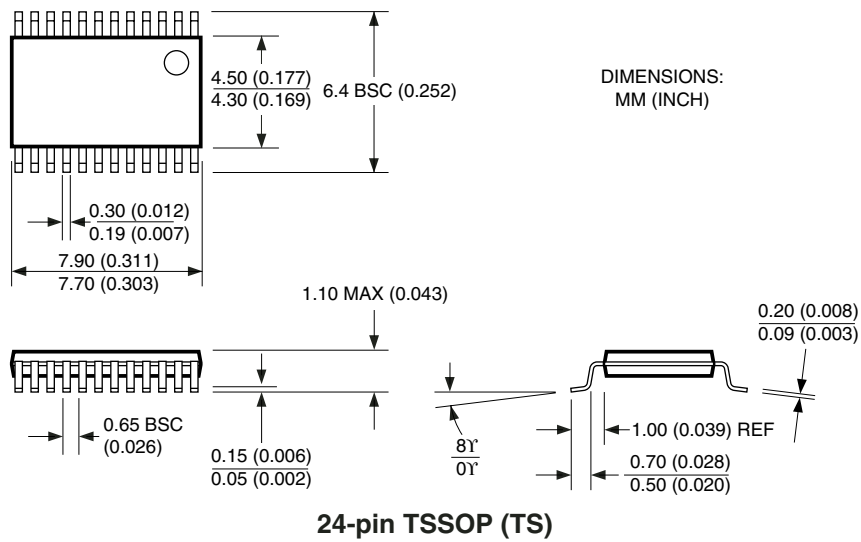 4.50 (0.177)
4.30 (0.169)
6.4 BSC (0.252)
DIMENSIONS:
MM (INCH)
0.30 (0.012)
0.19 (0.007)
7.90 (0.311)
7.70 (0.303)
1.10 MAX (0.043)
0.20 (0.008)
0.09 (0.003)
0.65 BSC
(0.026)
0.15 (0.006)
0.05 (0.002)
8ϒ
0ϒ
1.00 (0.039) REF
0.70 (0.028)
0.50 (0.020)
24-pin TSSOP (TS)